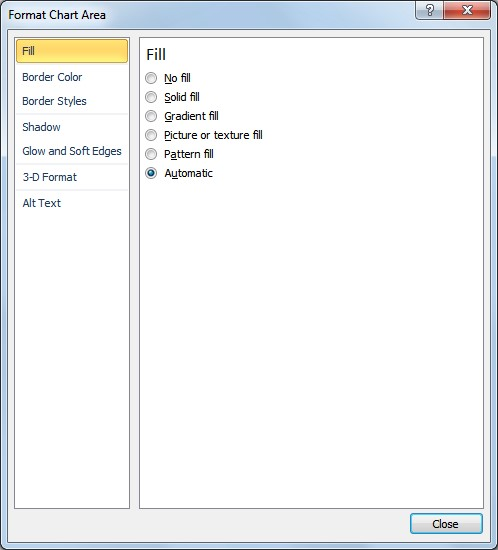 Format Chart Area
?
Fill
Border Color
Border Styles
Shadow
Glow and Soft Edges
3-D Format
Alt Text
Fill
No fill
Solid fill
Gradient fill
Picture or texture fill
Pattern fill
Automatic
Close